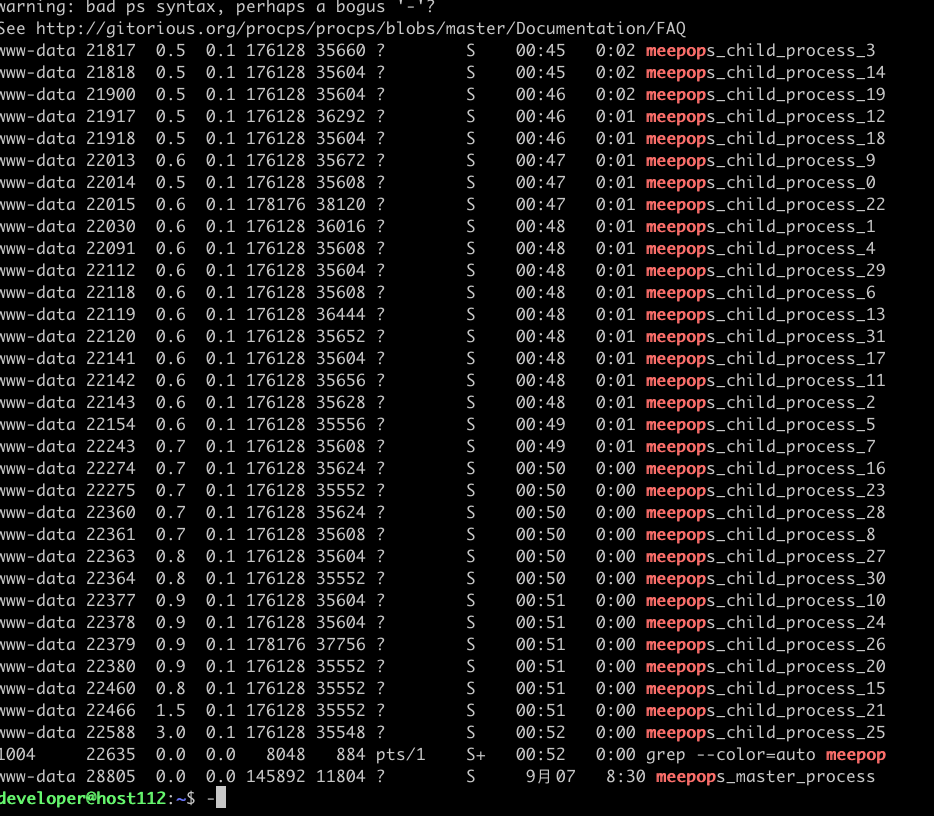 warning: bad ps syntax, perhaps a bogus '-'?
See http://gitorious.org/procps/procps/blobs/master/Documentation/FAQ
www-data 21817 0.5 0.1 176128 35660 ? S 00:45 0:02 meepops_child_process_3
www-data 21818 0.5 0.1 176128 35604 ? S 00:45 0:02 meepops_child_process_14
www-data 21900 0.5 0.1 176128 35604 ? S 00:46 0:02 meepops_child_process_19
www-data 21917 0.5 0.1 176128 36292 ? S 00:46 0:01 meepops_child_process_12
www-data 21918 0.5 0.1 176128 35604 ? S 00:46 0:01 meepops_child_process_18
www-data 22013 0.6 0.1 176128 35672 ? S 00:47 0:01 meepops_child_process_9
www-data 22014 0.5 0.1 176128 35608 ? S 00:47 0:01 meepops_child_process_0
www-data 22015 0.6 0.1 178176 38120 ? S 00:47 0:01 meepops_child_process_22
www-data 22030 0.6 0.1 176128 36016 ? S 00:48 0:01 meepops_child_process_1
www-data 22091 0.6 0.1 176128 35608 ? S 00:48 0:01 meepops_child_process_4
www-data 22112 0.6 0.1 176128 35604 ? S 00:48 0:01 meepops_child_process_29
www-data 22118 0.6 0.1 176128 35608 ? S 00:48 0:01 meepops_child_process_6
www-data 22119 0.6 0.1 176128 36444 ? S 00:48 0:01 meepops_child_process_13
www-data 22120 0.6 0.1 176128 35652 ? S 00:48 0:01 meepops_child_process_31
www-data 22141 0.6 0.1 176128 35604 ? S 00:48 0:01 meepops_child_process_17
www-data 22142 0.6 0.1 176128 35656 ? S 00:48 0:01 meepops_child_process_11
www-data 22143 0.6 0.1 176128 35628 ? S 00:48 0:01 meepops_child_process_2
www-data 22154 0.6 0.1 176128 35556 ? S 00:49 0:01 meepops_child_process_5
www-data 22243 0.7 0.1 176128 35608 ? S 00:49 0:01 meepops_child_process_7
www-data 22274 0.7 0.1 176128 35624 ? S 00:50 0:00 meepops_child_process_16
www-data 22275 0.7 0.1 176128 35552 ? S 00:50 0:00 meepops_child_process_23
www-data 22360 0.7 0.1 176128 35624 ? S 00:50 0:00 meepops_child_process_28
www-data 22361 0.7 0.1 176128 35608 ? S 00:50 0:00 meepops_child_process_8
www-data 22363 0.8 0.1 176128 35604 ? S 00:50 0:00 meepops_child_process_27
www-data 22364 0.8 0.1 176128 35552 ? S 00:50 0:00 meepops_child_process_30
www-data 22377 0.9 0.1 176128 35604 ? S 00:51 0:00 meepops_child_process_10
www-data 22378 0.9 0.1 176128 35604 ? S 00:51 0:00 meepops_child_process_24
www-data 22379 0.9 0.1 178176 37756 ? S 00:51 0:00 meepops_child_process_26
www-data 22380 0.9 0.1 176128 35552 ? S 00:51 0:00 meepops_child_process_20
www-data 22460 0.8 0.1 176128 35552 ? S 00:51 0:00 meepops_child_process_15
www-data 22466 1.5 0.1 176128 35552 ? S 00:51 0:00 meepops_child_process_21
www-data 22588 3.0 0.1 176128 35548 ? S 00:52 0:00 meepops_child_process_25
1004 22635 0.0 0.0 8048 884 pts/1 S+ 00:52 0:00 grep --color=auto meepop
www-data 28805 0.0 0.0 145892 11804 ? S 9月07 8:30 meepops_master_process
developer@host112:~$ -